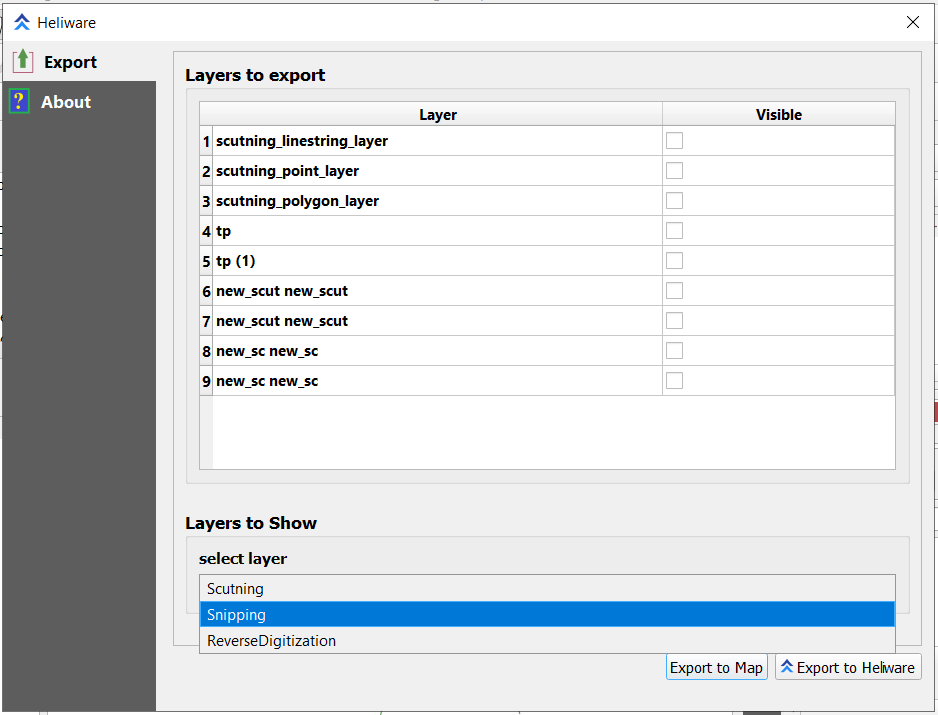 Heliware
Export
? About
Layers to export
Layer Visible
1 scutning_linestring_layer
2 scutning_point_layer
3 scutning_polygon_layer
4 tp
5 tp (1)
6 new_scut new_scut
7 new_scut new_scut
8 new_sc new_sc
9 new_sc new_sc
Layers to Show
select layer
Scutning
Snipping
ReverseDigitization
Export to Map Export to Heliware